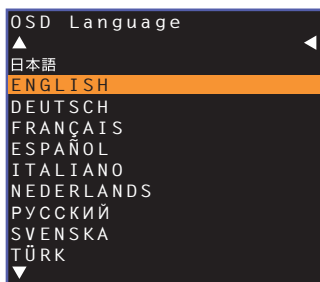 OSD Language
▲ ◀
日本語
ENGLISH
DEUTSCH
FRANÇAIS
ESPAÑOL
ITALIANO
NEDERLANDS
РУССКИЙ
SVENSKA
TÜRK
▼